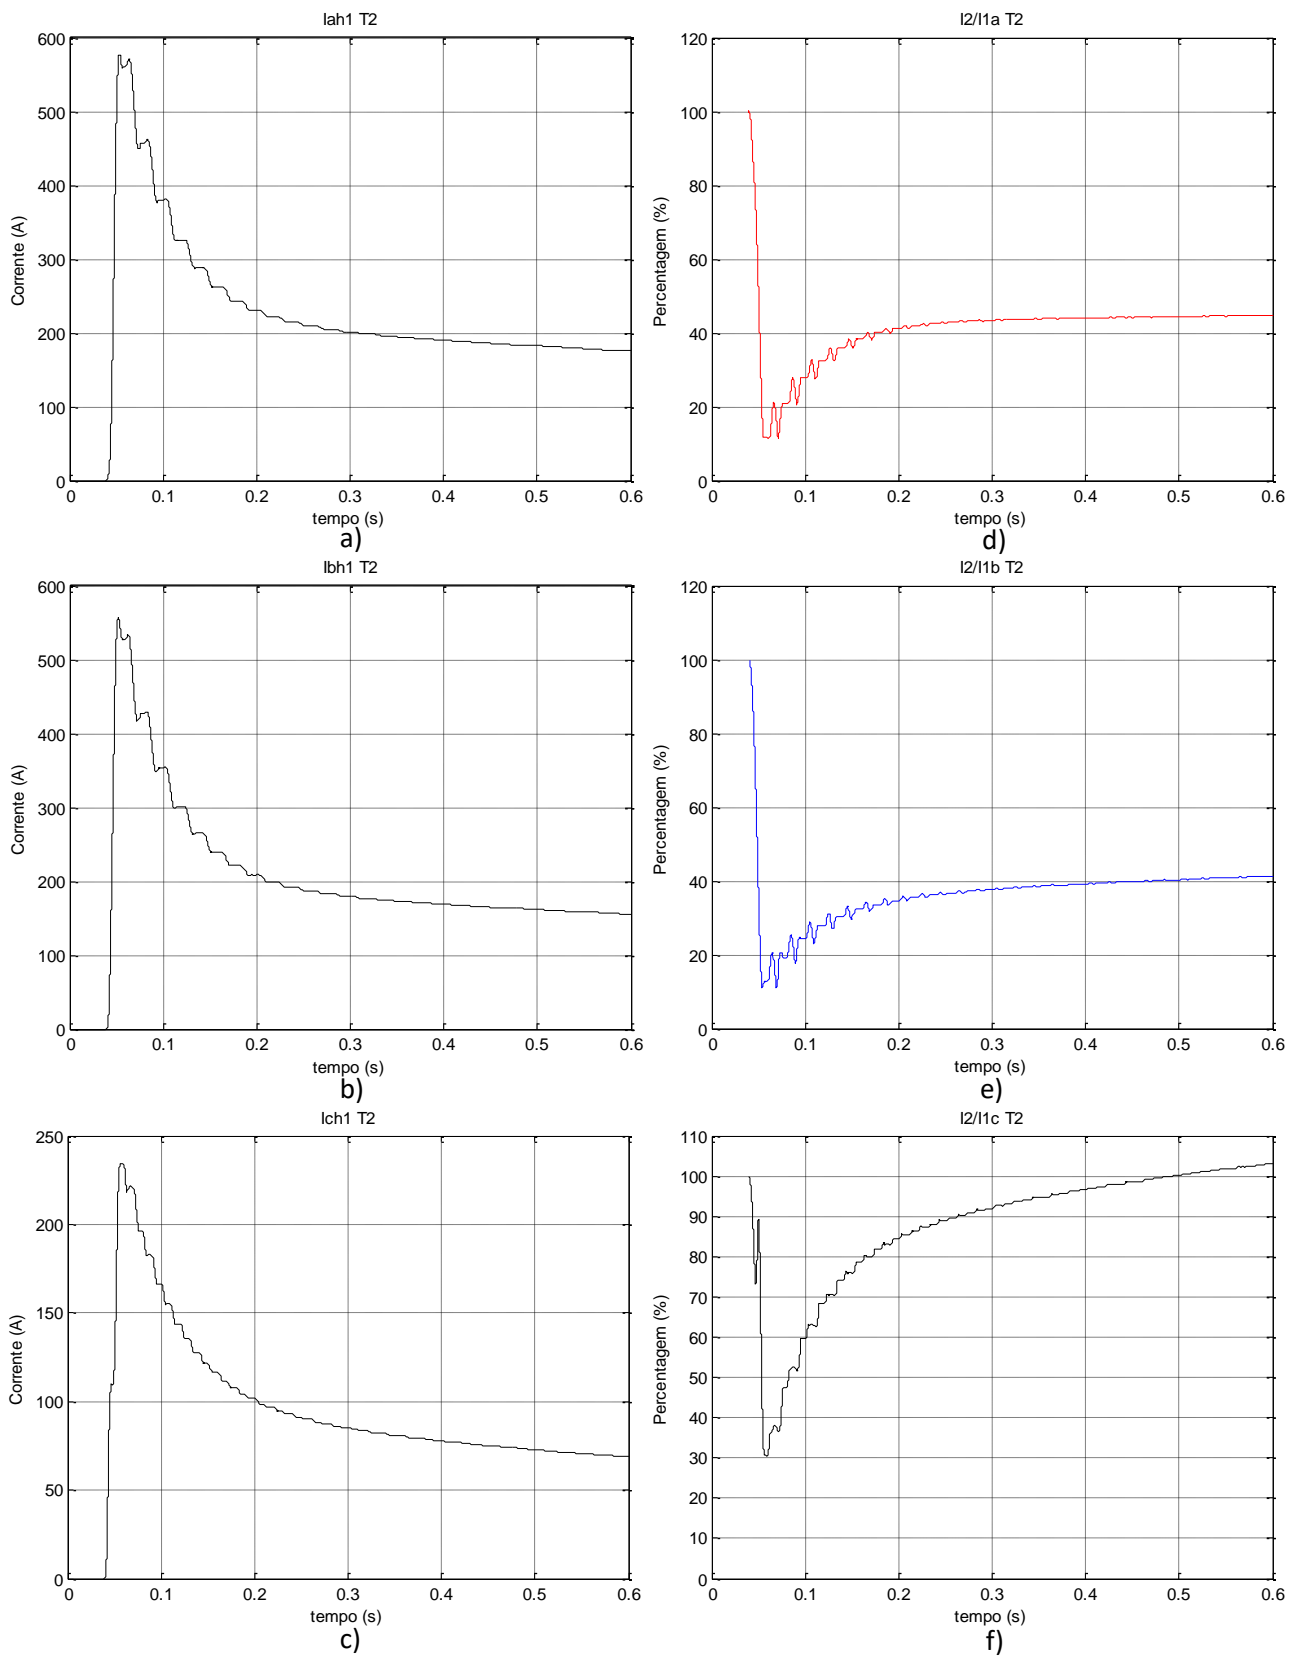 Iah1 T2
600
500
400
300
200
100
0
Corrente (A)
0 0.1 0.2 0.3 0.4 0.5 0.6
tempo (s)
a)
I2/I1a T2
120
100
80
60
40
20
0
Percentagem (%)
0 0.1 0.2 0.3 0.4 0.5 0.6
tempo (s)
d)
Ibh1 T2
600
500
400
300
200
100
0
Corrente (A)
0 0.1 0.2 0.3 0.4 0.5 0.6
tempo (s)
b)
I2/I1b T2
120
100
80
60
40
20
0
Percentagem (%)
0 0.1 0.2 0.3 0.4 0.5 0.6
tempo (s)
e)
Ich1 T2
250
200
150
100
50
0
Corrente (A)
0 0.1 0.2 0.3 0.4 0.5 0.6
tempo (s)
c)
I2/I1c T2
110
100
90
80
70
60
50
40
30
20
10
0
Percentagem (%)
0 0.1 0.2 0.3 0.4 0.5 0.6
tempo (s)
f)